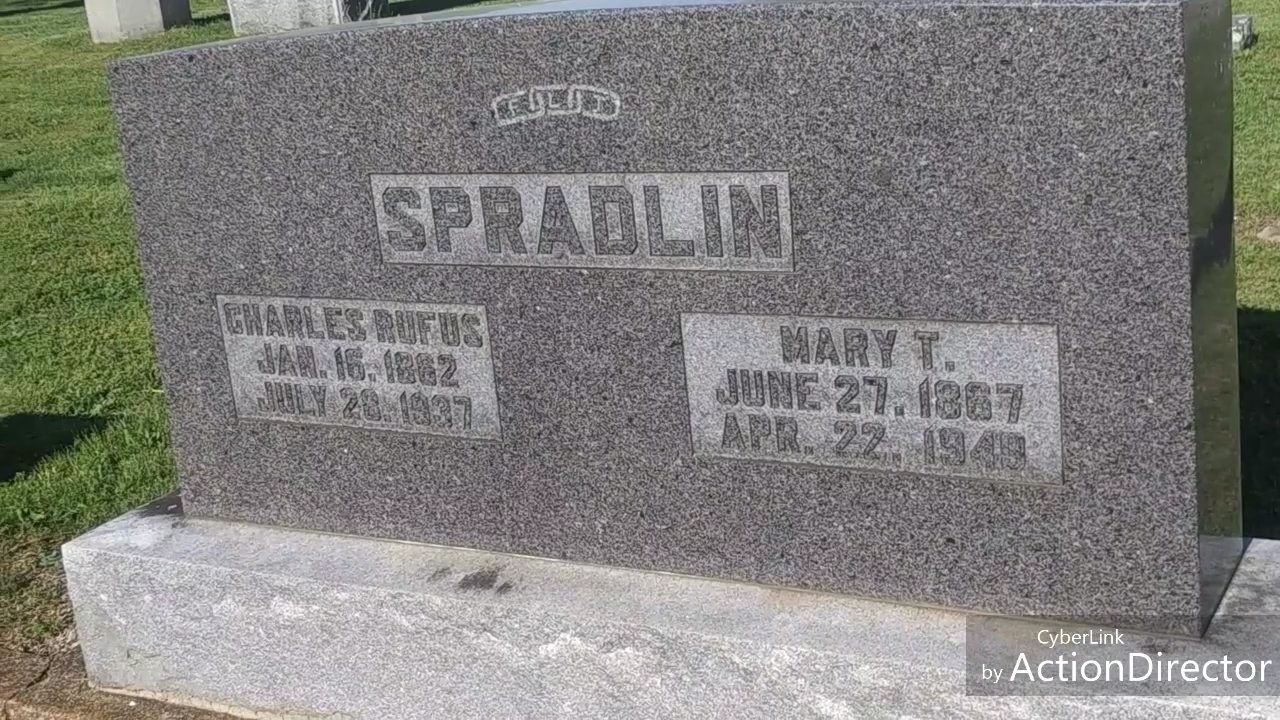 F L T
SPRADLIN
CHARLES RUFUS
JAN. 16, 1862
JULY 28, 1937
MARY T.
JUNE 27, 1867
APR. 22, 1949
CyberLink
by ActionDirector